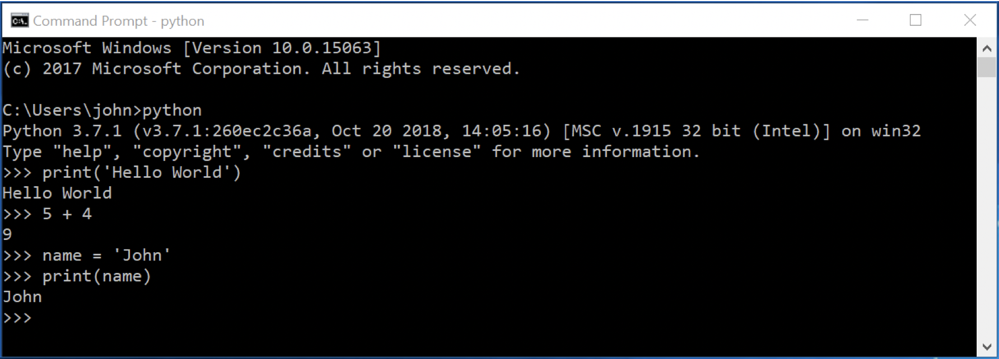 Command Prompt - python
Microsoft Windows [Version 10.0.15063]
(c) 2017 Microsoft Corporation. All rights reserved.
C:\Users\john>python
Python 3.7.1 (v3.7.1:260ec2c36a, Oct 20 2018, 14:05:16) [MSC v.1915 32 bit (Intel)] on win32
Type "help", "copyright", "credits" or "license" for more information.
>>> print('Hello World')
Hello World
>>> 5 + 4
9
>>> name = 'John'
>>> print(name)
John
>>>